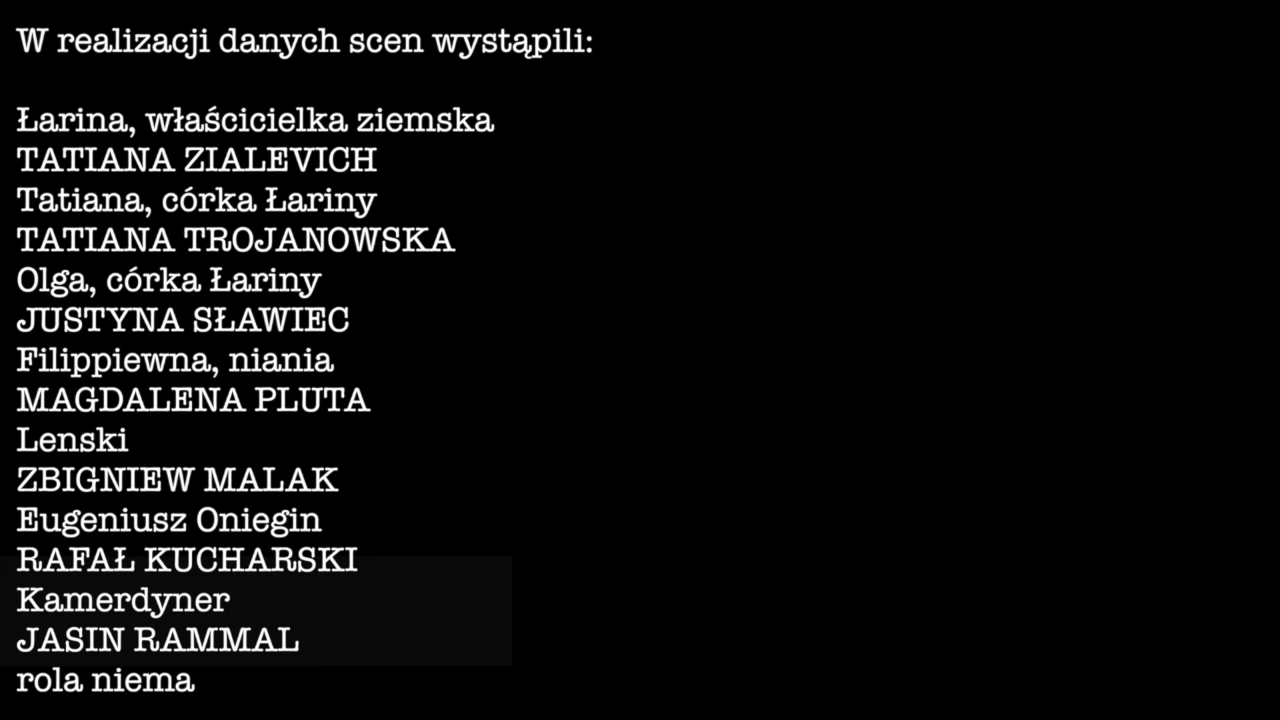 W realizacji danych scen wystąpili:
Łarina, właścicielka ziemska
TATIANA ZIALEVICH
Tatiana, córka Łariny
TATIANA TROJANOWSKA
Olga, córka Łariny
JUSTYNA SŁAWIEC
Filippiewna, niania
MAGDALENA PLUTA
Lenski
ZBIGNIEW MALAK
Eugeniusz Oniegin
RAFAŁ KUCHARSKI
Kamerdyner
JASIN RAMMAL
rola niema